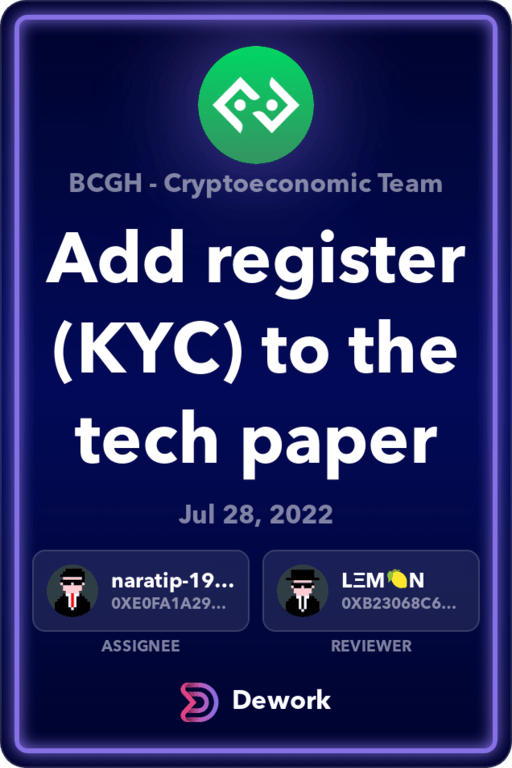 BCGH - Cryptoeconomic Team
Add register
(KYC) to the
tech paper
Jul 28, 2022
naratip-19...
0XE0FA1A29...
LΞM🍋N
0XB23068C6...
ASSIGNEE
REVIEWER
Dework